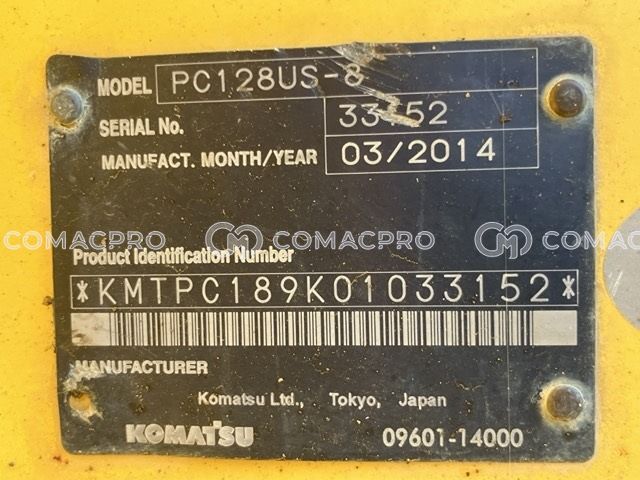 MODEL PC128US-8
SERIAL No. 33152
MANUFACT. MONTH/YEAR 03/2014
COMACPRO COMACPRO
Product Identification Number
*KMTPC189K01033152*
MANUFACTURER
Komatsu Ltd., Tokyo, Japan
KOMATSU 09601-14000